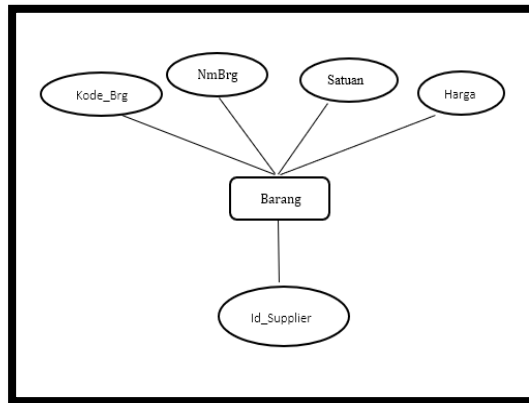 NmBrg
Satuan
Kode_Brg
Harga
Barang
Id_Supplier